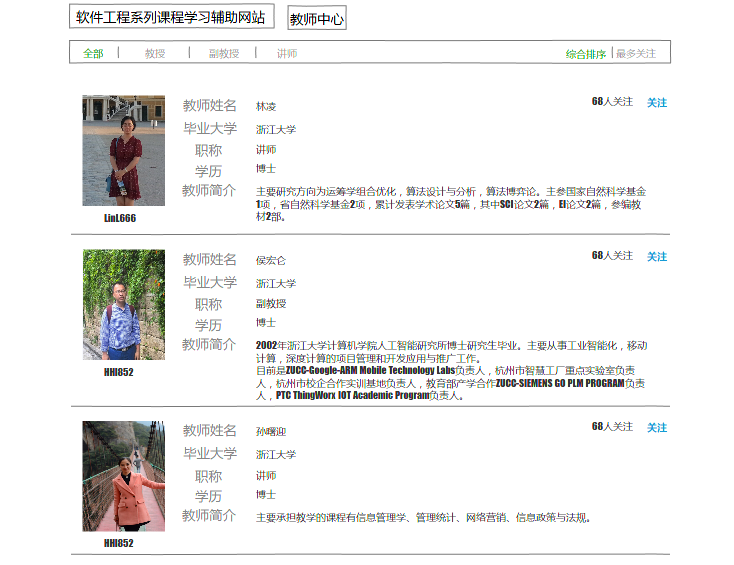 软件工程系列课程学习辅助网站 教师中心
全部 教授 副教授 讲师 综合排序 最多关注
教师姓名 林凌 68人关注 关注
毕业大学 浙江大学
职称 讲师
学历 博士
教师简介 主要研究方向为运筹学组合优化，算法设计与分析，算法博弈论。主参国家自然科学基金
1项，省自然科学基金2项，累计发表学术论文5篇，其中SCI论文2篇，EI论文2篇，参编教
材2部。
LinL666
教师姓名 侯宏仑 68人关注 关注
毕业大学 浙江大学
职称 副教授
学历 博士
教师简介 2002年浙江大学计算机学院人工智能研究所博士研究生毕业。主要从事工业智能化，移动
计算，深度计算的项目管理和开发应用与推广工作。
目前是ZUCC-Google-ARM Mobile Technology Labs负责人，杭州市智慧工厂重点实验室负责
人，杭州市校企合作实训基地负责人，教育部产学合作ZUCC-SIEMENS GO PLM PROGRAM负责
人，PTC ThingWorx IOT Academic Program负责人。
HHl852
教师姓名 孙曙迎 68人关注 关注
毕业大学 浙江大学
职称 讲师
学历 博士
教师简介 主要承担教学的课程有信息管理学、管理统计、网络营销、信息政策与法规。
HHl852